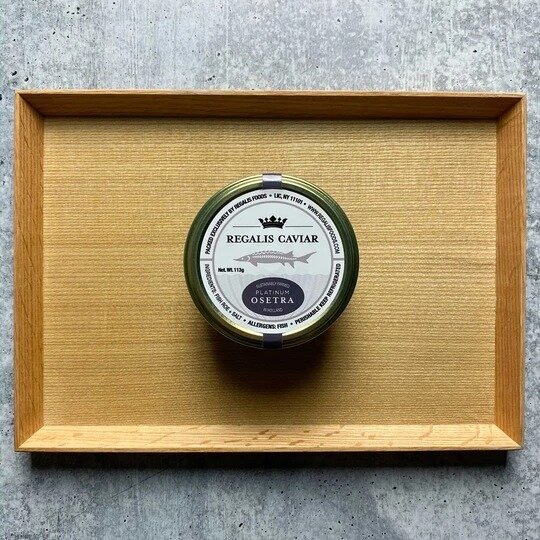 PACKED EXCLUSIVELY BY REGALIS FOODS • LIC, NY 11101 • WWW.REGALISFOODS.COM
REGALIS CAVIAR
Net. Wt. 113g
SUSTAINABLY FARMED
PLATINUM
OSETRA
IN HOLLAND
INGREDIENTS: FISH ROE • SALT • ALLERGENS: FISH • PERISHABLE KEEP REFRIGERATED